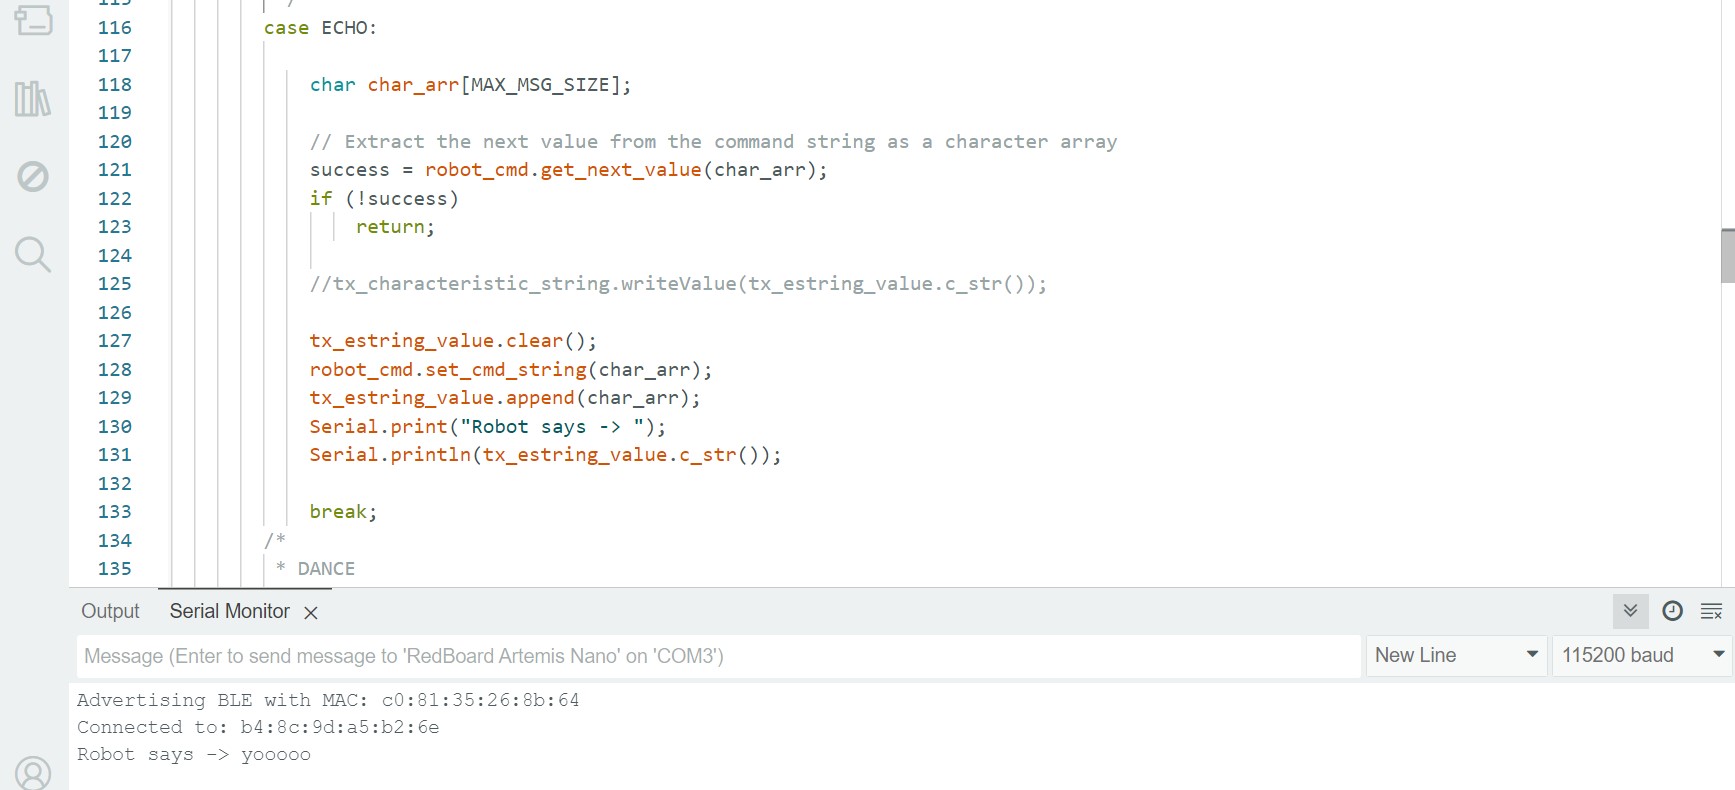 115 /
116 case ECHO:
117
118 char char_arr[MAX_MSG_SIZE];
119
120 // Extract the next value from the command string as a character array
121 success = robot_cmd.get_next_value(char_arr);
122 if (!success)
123 return;
124
125 //tx_characteristic_string.writeValue(tx_estring_value.c_str());
126
127 tx_estring_value.clear();
128 robot_cmd.set_cmd_string(char_arr);
129 tx_estring_value.append(char_arr);
130 Serial.print("Robot says -> ");
131 Serial.println(tx_estring_value.c_str());
132
133 break;
134 /*
135 * DANCE
Output Serial Monitor
Message (Enter to send message to 'RedBoard Artemis Nano' on 'COM3') New Line 115200 baud
Advertising BLE with MAC: c0:81:35:26:8b:64
Connected to: b4:8c:9d:a5:b2:6e
Robot says -> yooooo